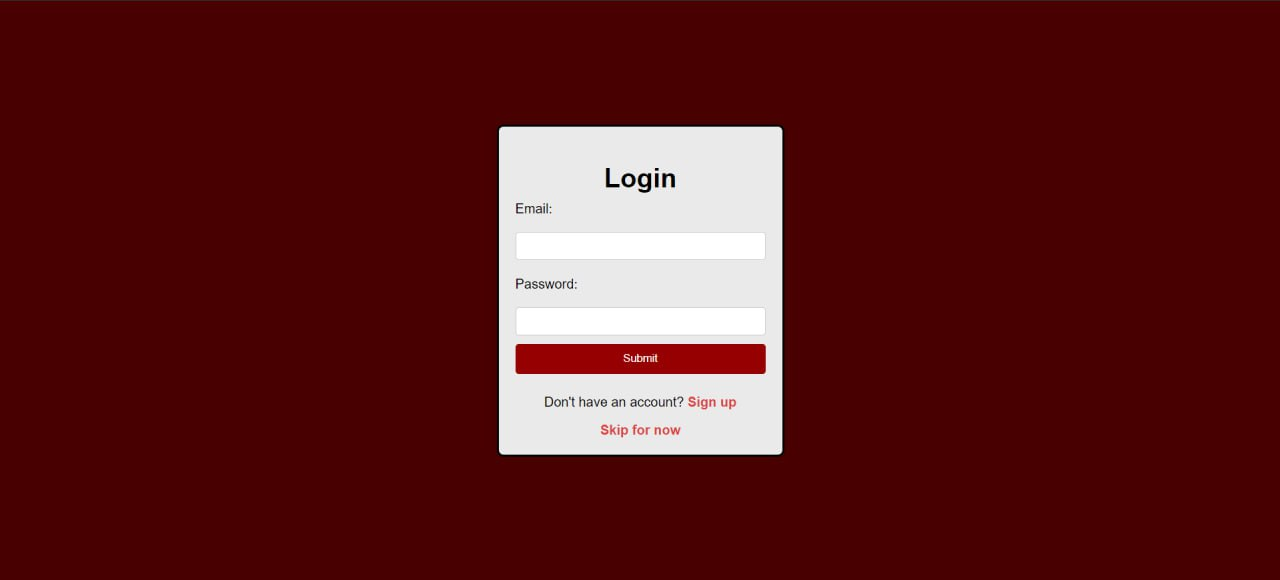 Login
Email:
Password:
Submit
Don't have an account? Sign up
Skip for now